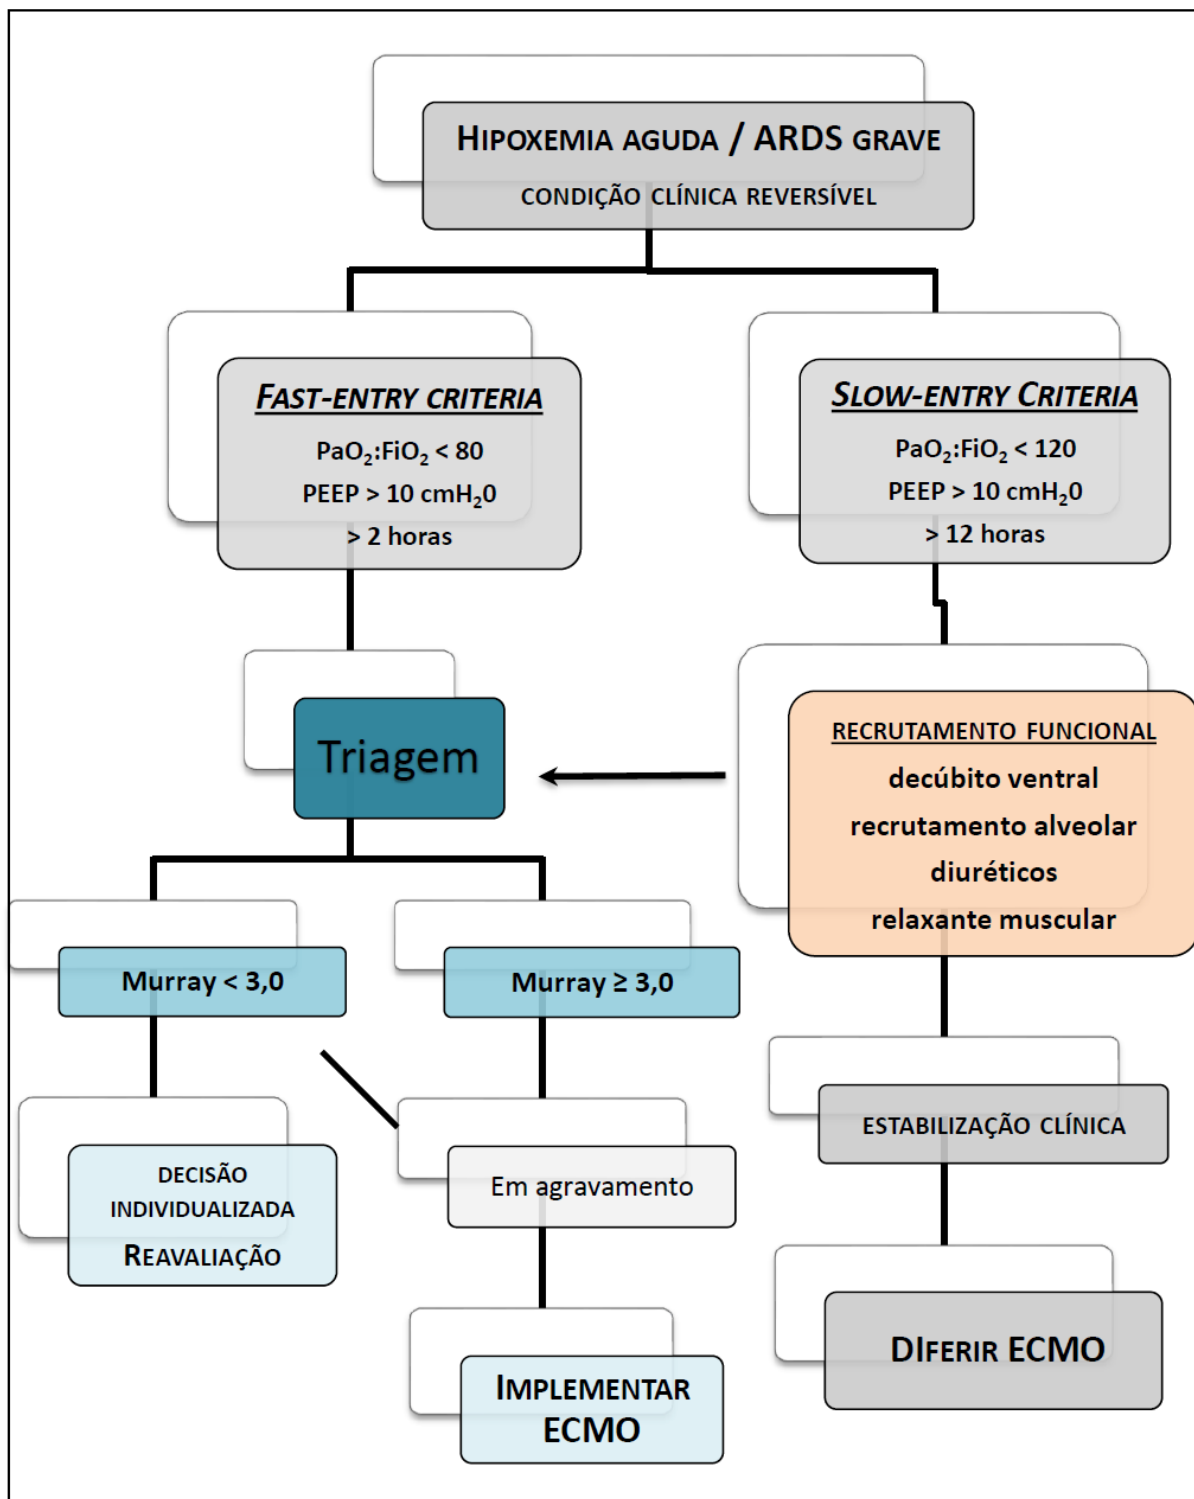 HIPOXEMIA AGUDA / ARDS GRAVE
CONDIÇÃO CLÍNICA REVERSÍVEL
FAST-ENTRY CRITERIA
PaO₂:FiO₂ < 80
PEEP > 10 cmH₂0
> 2 horas
SLOW-ENTRY CRITERIA
PaO₂:FiO₂ < 120
PEEP > 10 cmH₂0
> 12 horas
Triagem
RECRUTAMENTO FUNCIONAL
decúbito ventral
recrutamento alveolar
diuréticos
relaxante muscular
Murray < 3,0
Murray ≥ 3,0
DECISÃO
INDIVIDUALIZADA
REAVALIAÇÃO
Em agravamento
ESTABILIZAÇÃO CLÍNICA
IMPLEMENTAR
ECMO
DIFERIR ECMO